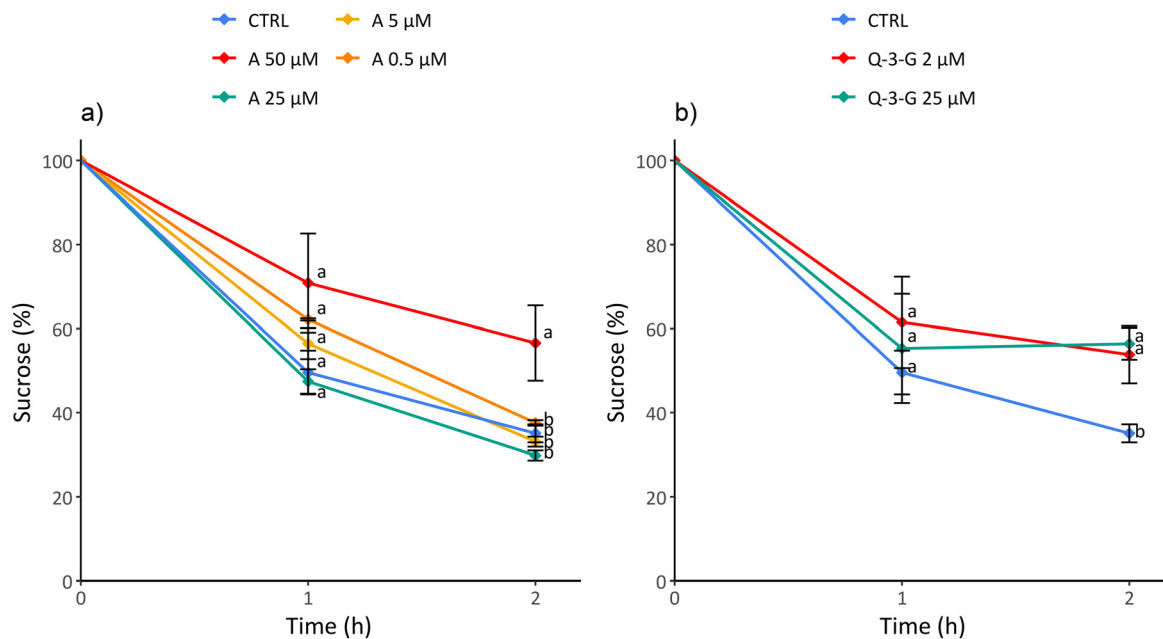 CTRL
A 5 μM
A 50 μM
A 0.5 μM
A 25 μM
a)
Sucrose (%)
100
80
60
40
20
0
a
a
a
a
a
a
b
b
b
b
0
1
2
Time (h)
CTRL
Q-3-G 2 μM
Q-3-G 25 μM
b)
Sucrose (%)
100
80
60
40
20
0
a
a
a
a
a
b
0
1
2
Time (h)